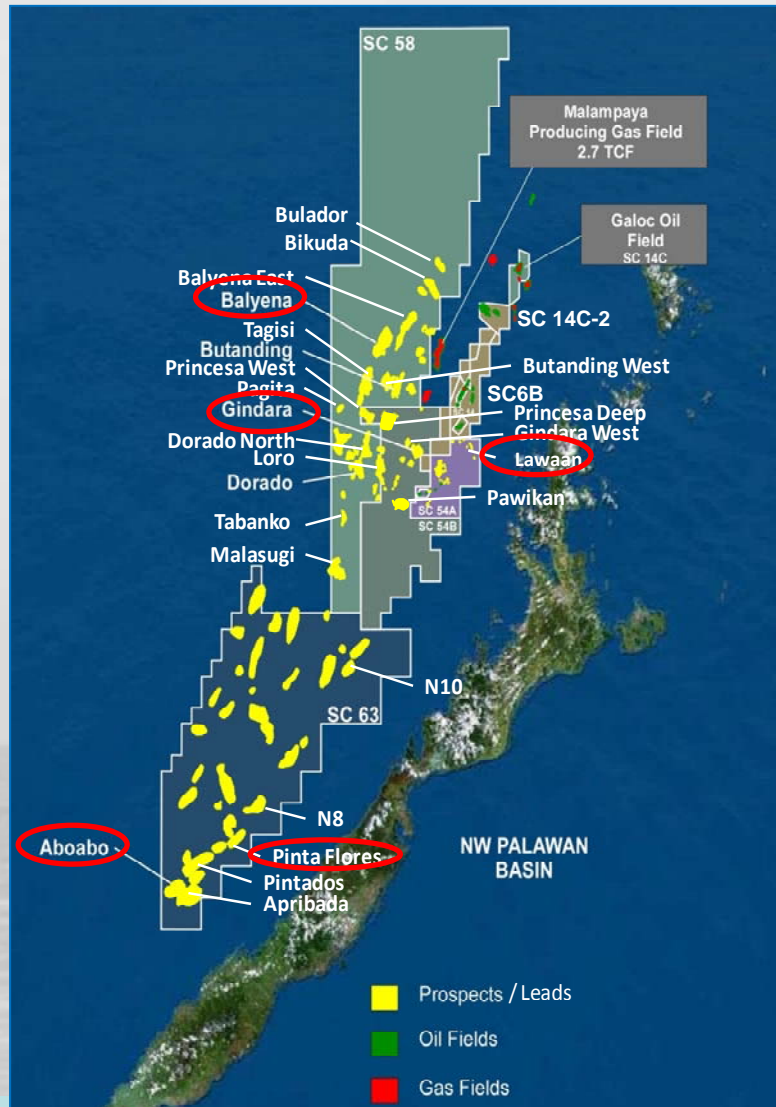 SC 58
Malampaya
Producing Gas Field
2.7 TCF
Galoc Oil
Field
SC 14C
Bulador
Bikuda
Balyena East
Balyena
SC 14C-2
Tagisi
Butanding
Butanding West
Princesa West
SC6B
Pagita
Princesa Deep
Gindara
Gindara West
Dorado North
Lawaan
Loro
Dorado
Pawikan
SC 54A
SC 54B
Tabanko
Malasugi
N10
SC 63
N8
Aboabo
Pinta Flores
NW PALAWAN
BASIN
Pintados
Apribada
Prospects / Leads
Oil Fields
Gas Fields